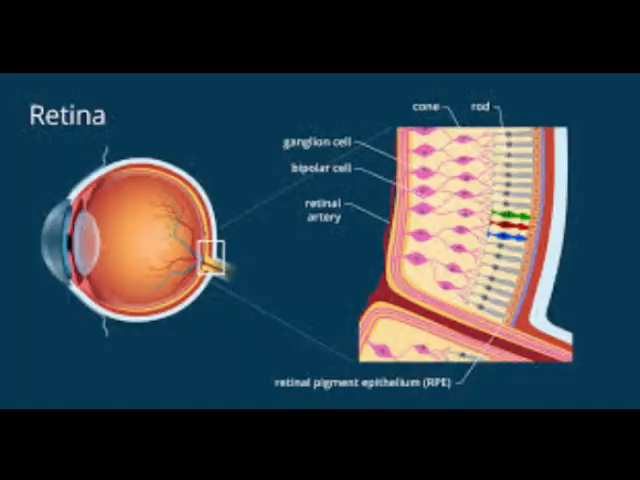 Retina
cone rod
ganglion cell
bipolar cell
retinal
artery
retinal pigment epithelium (RPE)